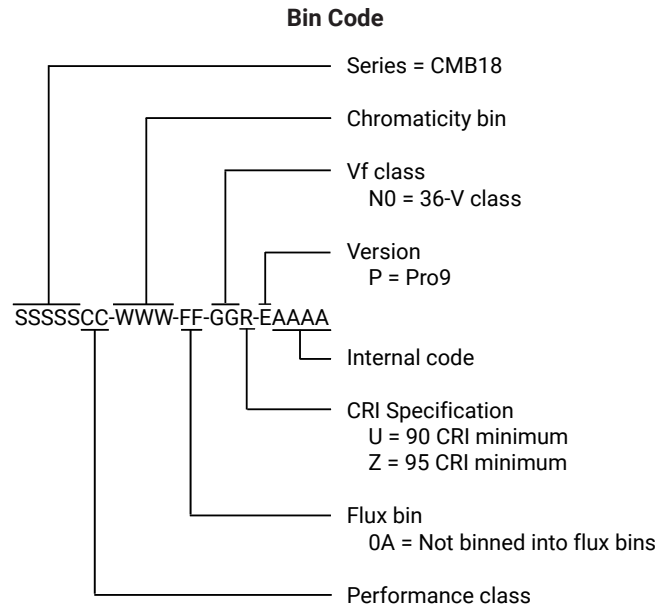 Bin Code
Series = CMB18
Chromaticity bin
Vf class
N0 = 36-V class
Version
P = Pro9
SSSSSCC-WWW-FF-GGR-EAAAA
Internal code
CRI Specification
U = 90 CRI minimum
Z = 95 CRI minimum
Flux bin
0A = Not binned into flux bins
Performance class